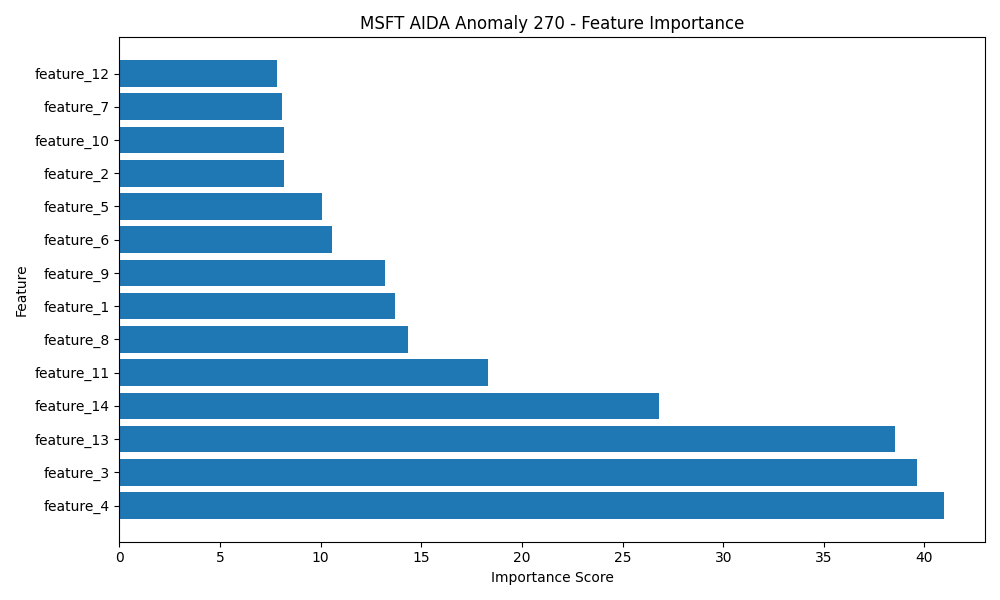 MSFT AIDA Anomaly 270 - Feature Importance
feature_12
feature_7
feature_10
feature_2
feature_5
feature_6
feature_9
feature_1
feature_8
feature_11
feature_14
feature_13
feature_3
feature_4
Feature
0 5 10 15 20 25 30 35 40
Importance Score